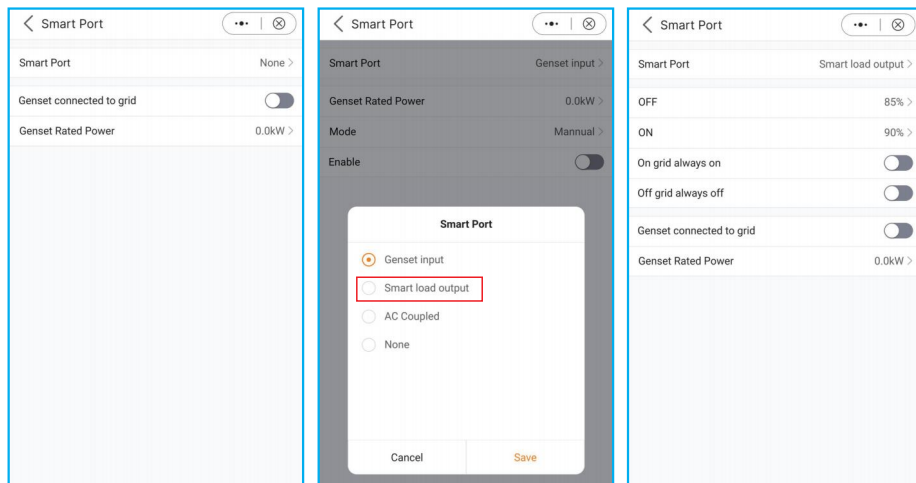 Smart Port
Smart Port None
Genset connected to grid
Genset Rated Power 0.0kW
Smart Port
Smart Port Genset input
Genset Rated Power 0.0kW
Mode Mannual
Enable
Smart Port
Genset input
Smart load output
AC Coupled
None
Cancel Save
Smart Port
Smart Port Smart load output
OFF 85%
ON 90%
On grid always on
Off grid always off
Genset connected to grid
Genset Rated Power 0.0kW